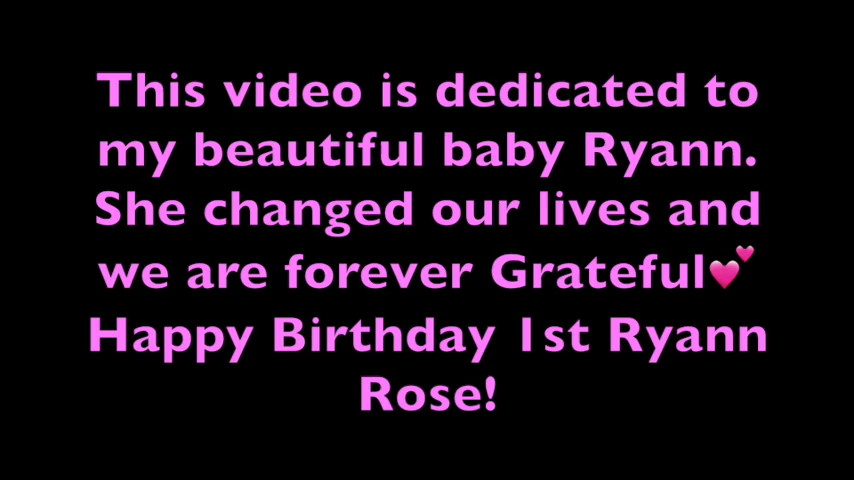 This video is dedicated to
my beautiful baby Ryann.
She changed our lives and
we are forever Grateful💕
Happy Birthday 1st Ryann
Rose!